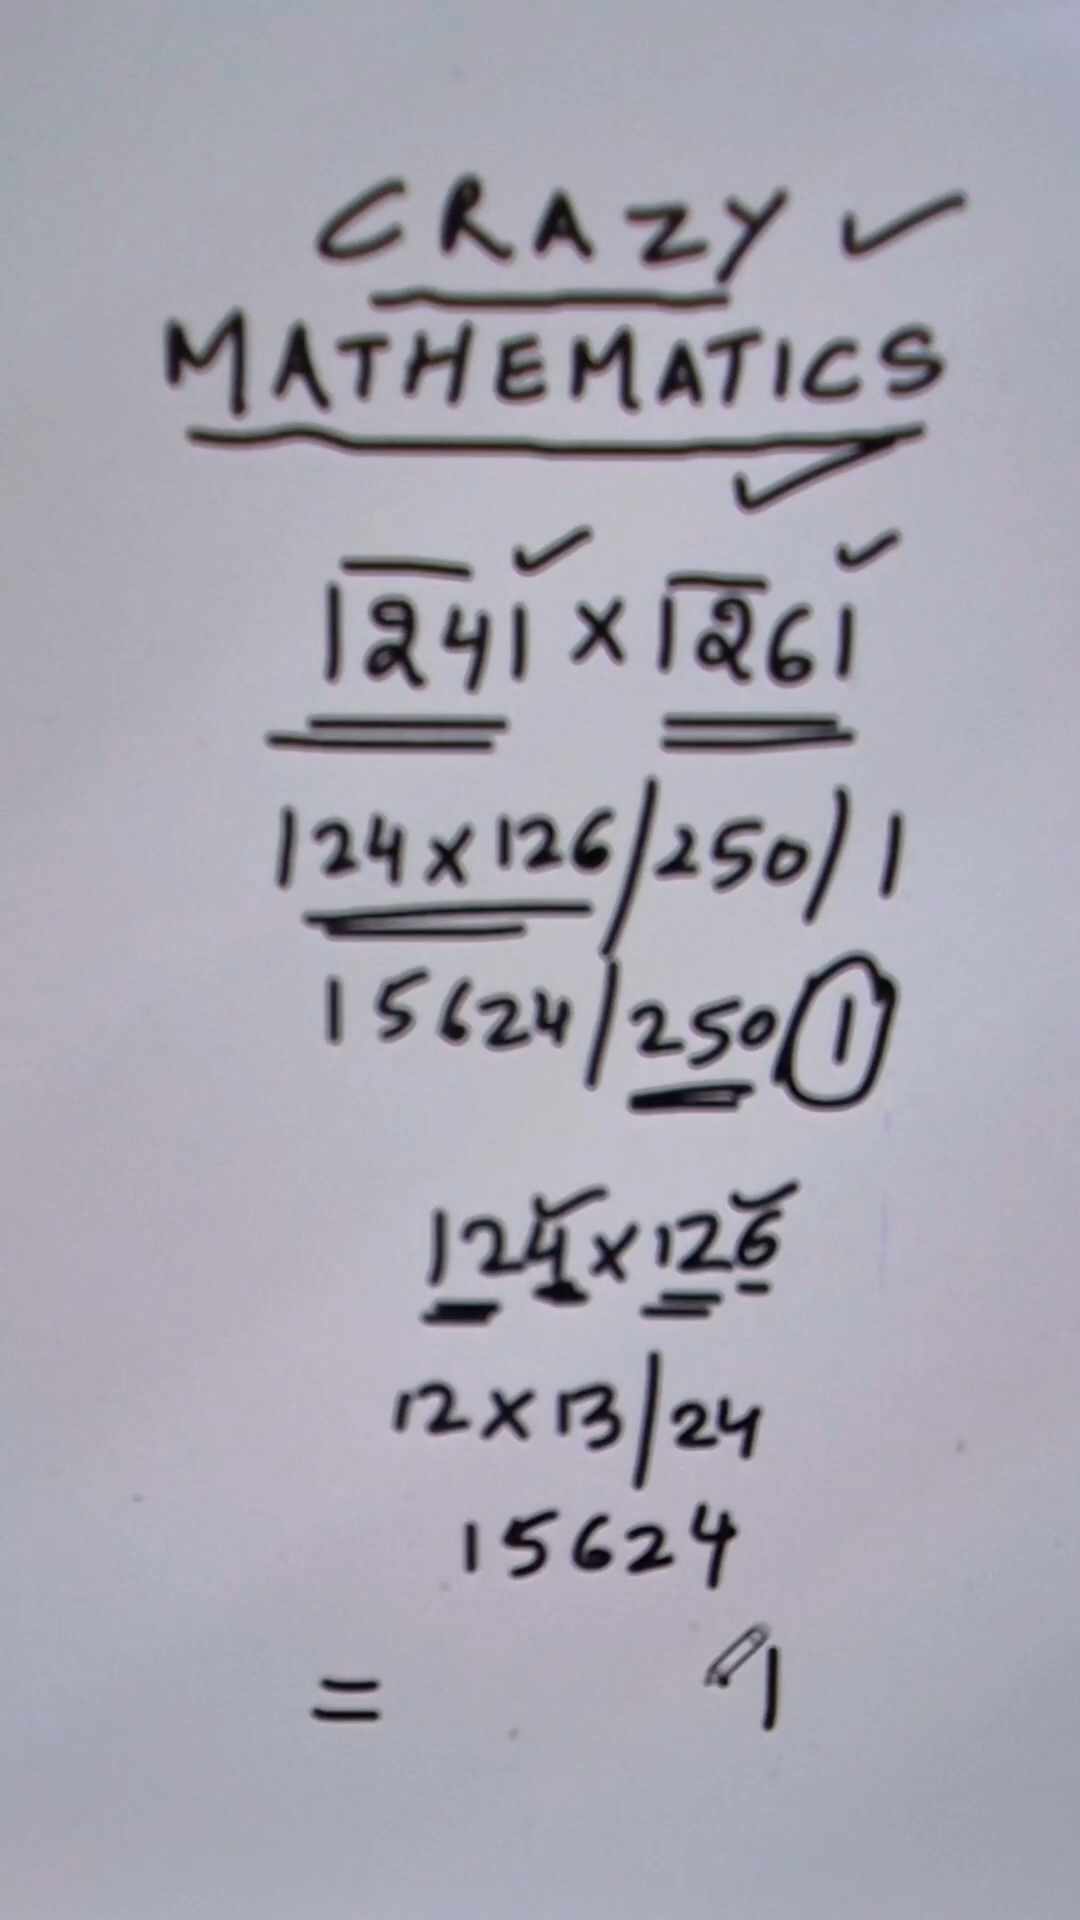 CRAZY ✓
MATHEMATICS
✓
1241 ✓ × 1261 ✓
124 × 126 / 250 / 1
15624 / 250 / 1
124 × 126
12 × 13 / 24
15624
= 1